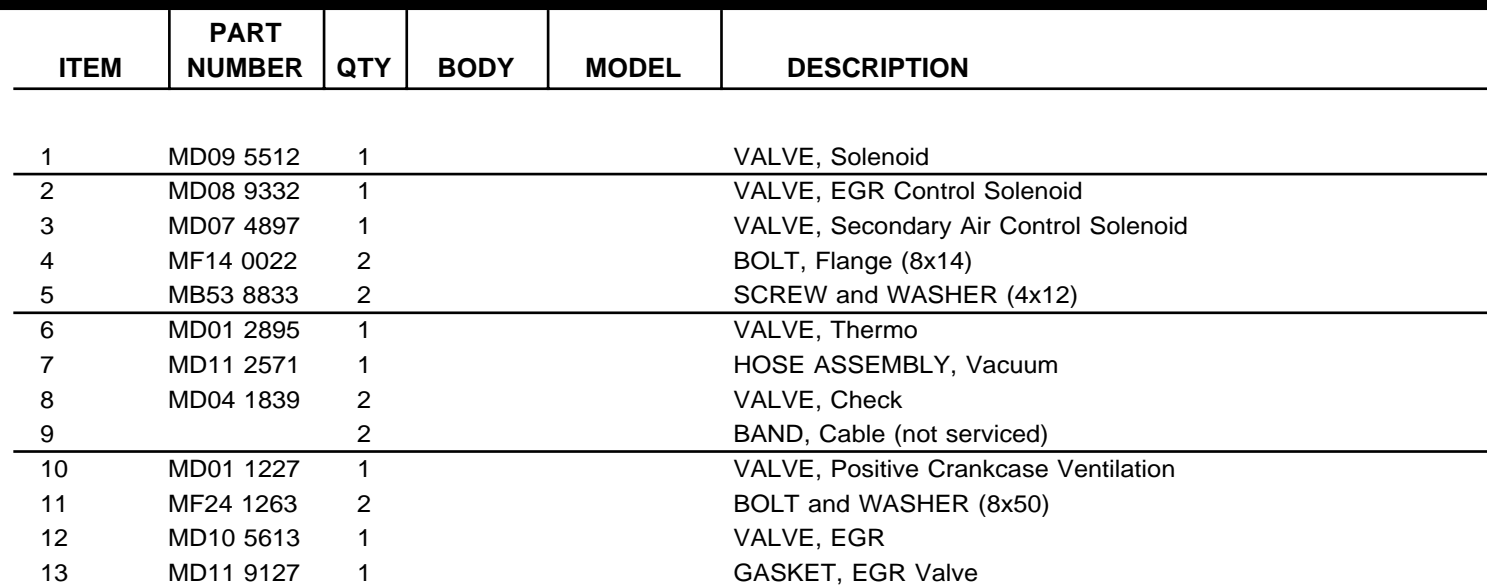 PART
ITEM NUMBER QTY BODY MODEL DESCRIPTION
1 MD09 5512 1 VALVE, Solenoid
2 MD08 9332 1 VALVE, EGR Control Solenoid
3 MD07 4897 1 VALVE, Secondary Air Control Solenoid
4 MF14 0022 2 BOLT, Flange (8x14)
5 MB53 8833 2 SCREW and WASHER (4x12)
6 MD01 2895 1 VALVE, Thermo
7 MD11 2571 1 HOSE ASSEMBLY, Vacuum
8 MD04 1839 2 VALVE, Check
9 2 BAND, Cable (not serviced)
10 MD01 1227 1 VALVE, Positive Crankcase Ventilation
11 MF24 1263 2 BOLT and WASHER (8x50)
12 MD10 5613 1 VALVE, EGR
13 MD11 9127 1 GASKET, EGR Valve